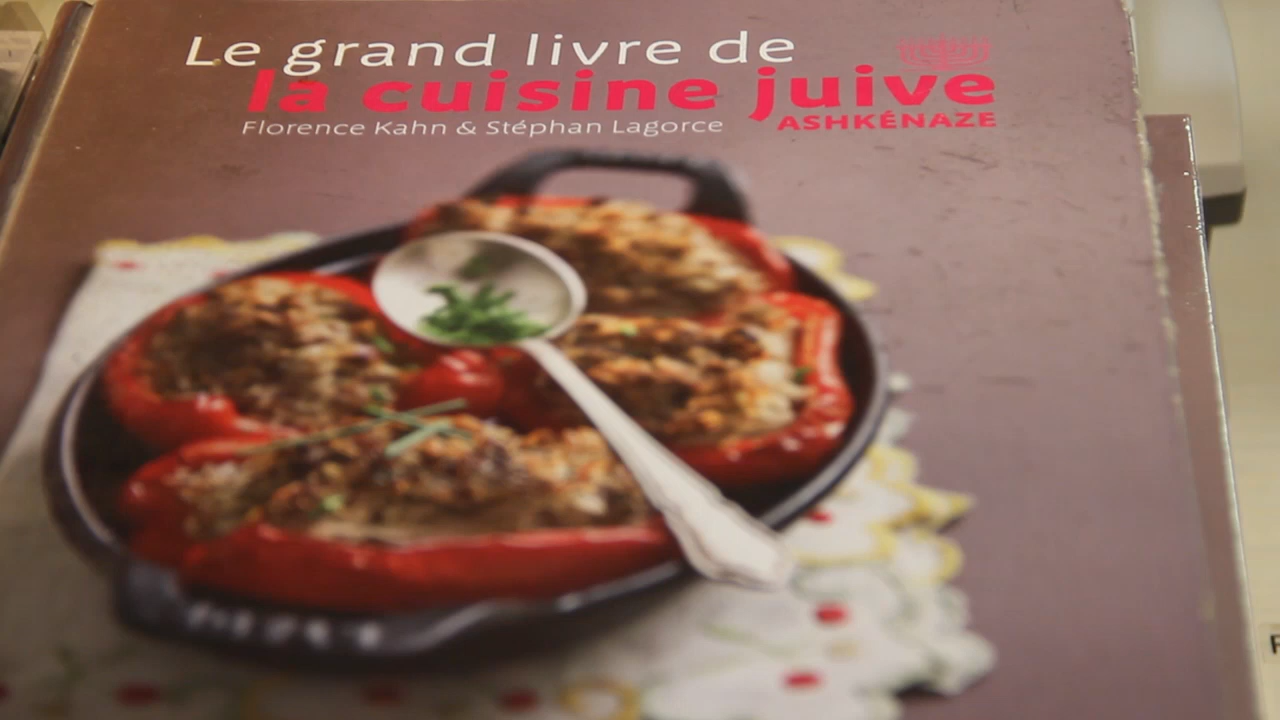 Le grand livre de
la cuisine juive
ASHKÉNAZE
Florence Kahn & Stéphan Lagorce